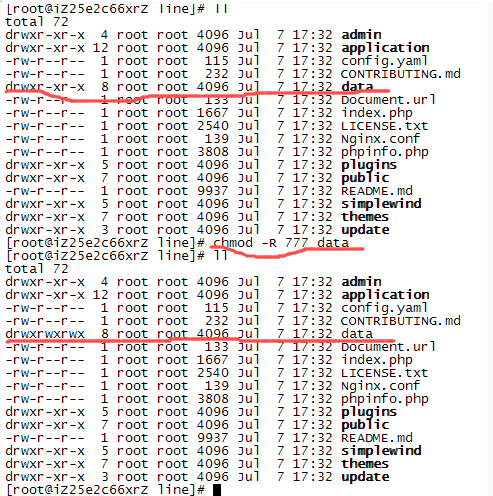 [root@iZ25e2c66xrZ line]# ll
total 72
drwxr-xr-x  4 root root 4096 Jul  7 17:32 admin
drwxr-xr-x 12 root root 4096 Jul  7 17:32 application
-rw-r--r--  1 root root  115 Jul  7 17:32 config.yaml
-rw-r--r--  1 root root  232 Jul  7 17:32 CONTRIBUTING.md
drwxr-xr-x  8 root root 4096 Jul  7 17:32 data
-rw-r--r--  1 root root  133 Jul  7 17:32 Document.url
-rw-r--r--  1 root root 1667 Jul  7 17:32 index.php
-rw-r--r--  1 root root 2540 Jul  7 17:32 LICENSE.txt
-rw-r--r--  1 root root  139 Jul  7 17:32 Nginx.conf
-rw-r--r--  1 root root 3808 Jul  7 17:32 phpinfo.php
drwxr-xr-x  5 root root 4096 Jul  7 17:32 plugins
drwxr-xr-x  7 root root 4096 Jul  7 17:32 public
-rw-r--r--  1 root root 9937 Jul  7 17:32 README.md
drwxr-xr-x  5 root root 4096 Jul  7 17:32 simplewind
drwxr-xr-x  7 root root 4096 Jul  7 17:32 themes
drwxr-xr-x  3 root root 4096 Jul  7 17:32 update
[root@iZ25e2c66xrZ line]# chmod -R 777 data
[root@iZ25e2c66xrZ line]# ll
total 72
drwxr-xr-x  4 root root 4096 Jul  7 17:32 admin
drwxr-xr-x 12 root root 4096 Jul  7 17:32 application
-rw-r--r--  1 root root  115 Jul  7 17:32 config.yaml
-rw-r--r--  1 root root  232 Jul  7 17:32 CONTRIBUTING.md
drwxrwxrwx  8 root root 4096 Jul  7 17:32 data
-rw-r--r--  1 root root  133 Jul  7 17:32 Document.url
-rw-r--r--  1 root root 1667 Jul  7 17:32 index.php
-rw-r--r--  1 root root 2540 Jul  7 17:32 LICENSE.txt
-rw-r--r--  1 root root  139 Jul  7 17:32 Nginx.conf
-rw-r--r--  1 root root 3808 Jul  7 17:32 phpinfo.php
drwxr-xr-x  5 root root 4096 Jul  7 17:32 plugins
drwxr-xr-x  7 root root 4096 Jul  7 17:32 public
-rw-r--r--  1 root root 9937 Jul  7 17:32 README.md
drwxr-xr-x  5 root root 4096 Jul  7 17:32 simplewind
drwxr-xr-x  7 root root 4096 Jul  7 17:32 themes
drwxr-xr-x  3 root root 4096 Jul  7 17:32 update
[root@iZ25e2c66xrZ line]#